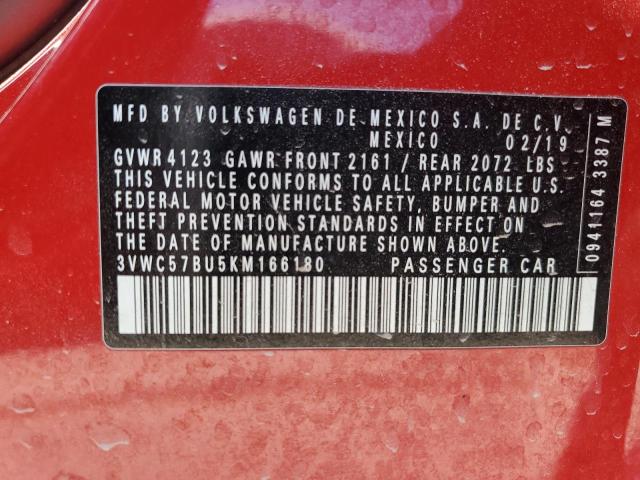 MFD BY VOLKSWAGEN DE MEXICO S.A. DE C.V.
MEXICO 02/19
GVWR 4123 GAWR FRONT 2161 / REAR 2072 LBS
THIS VEHICLE CONFORMS TO ALL APPLICABLE U.S.
FEDERAL MOTOR VEHICLE SAFETY, BUMPER AND
THEFT PREVENTION STANDARDS IN EFFECT ON
THE DATE OF MANUFACTURE SHOWN ABOVE.
3VWC57BU5KM166180 PASSENGER CAR
0941164 3387 M